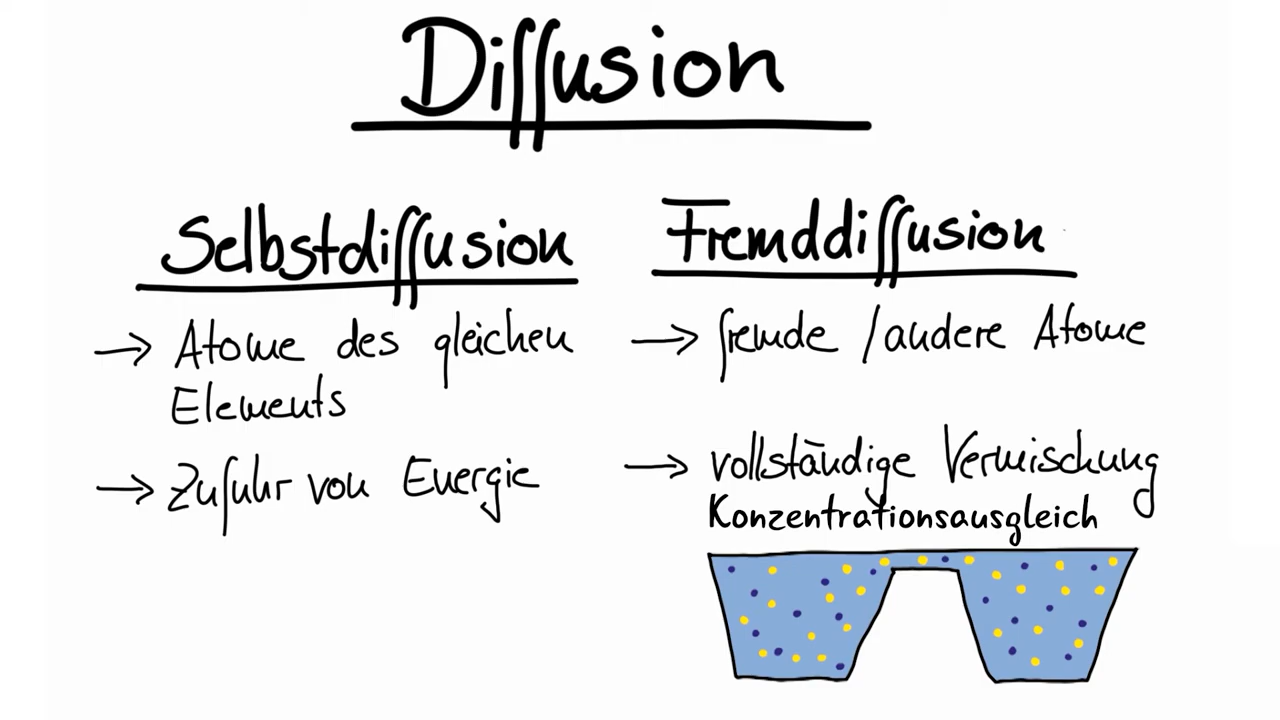 Diffusion
Selbstdiffusion
→ Atome des gleichen
Elements
→ Zufuhr von Energie
Fremddiffusion
→ fremde / andere Atome
→ vollständige Vermischung
Konzentrationsausgleich